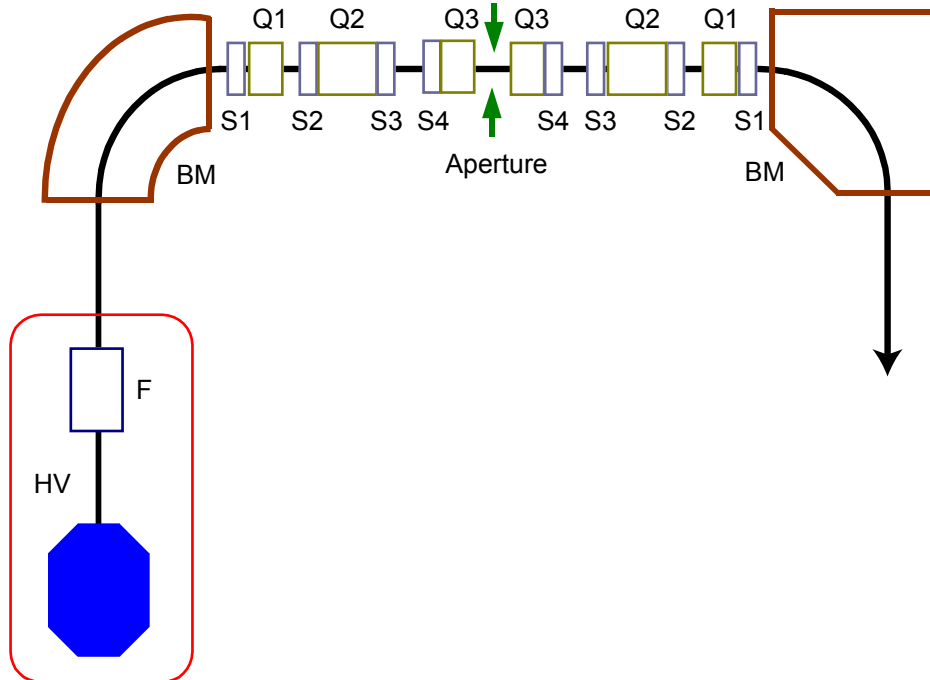 Q1 Q2 Q3 Q3 Q2 Q1
S1 S2 S3 S4 S4 S3 S2 S1
Aperture
BM BM
F
HV